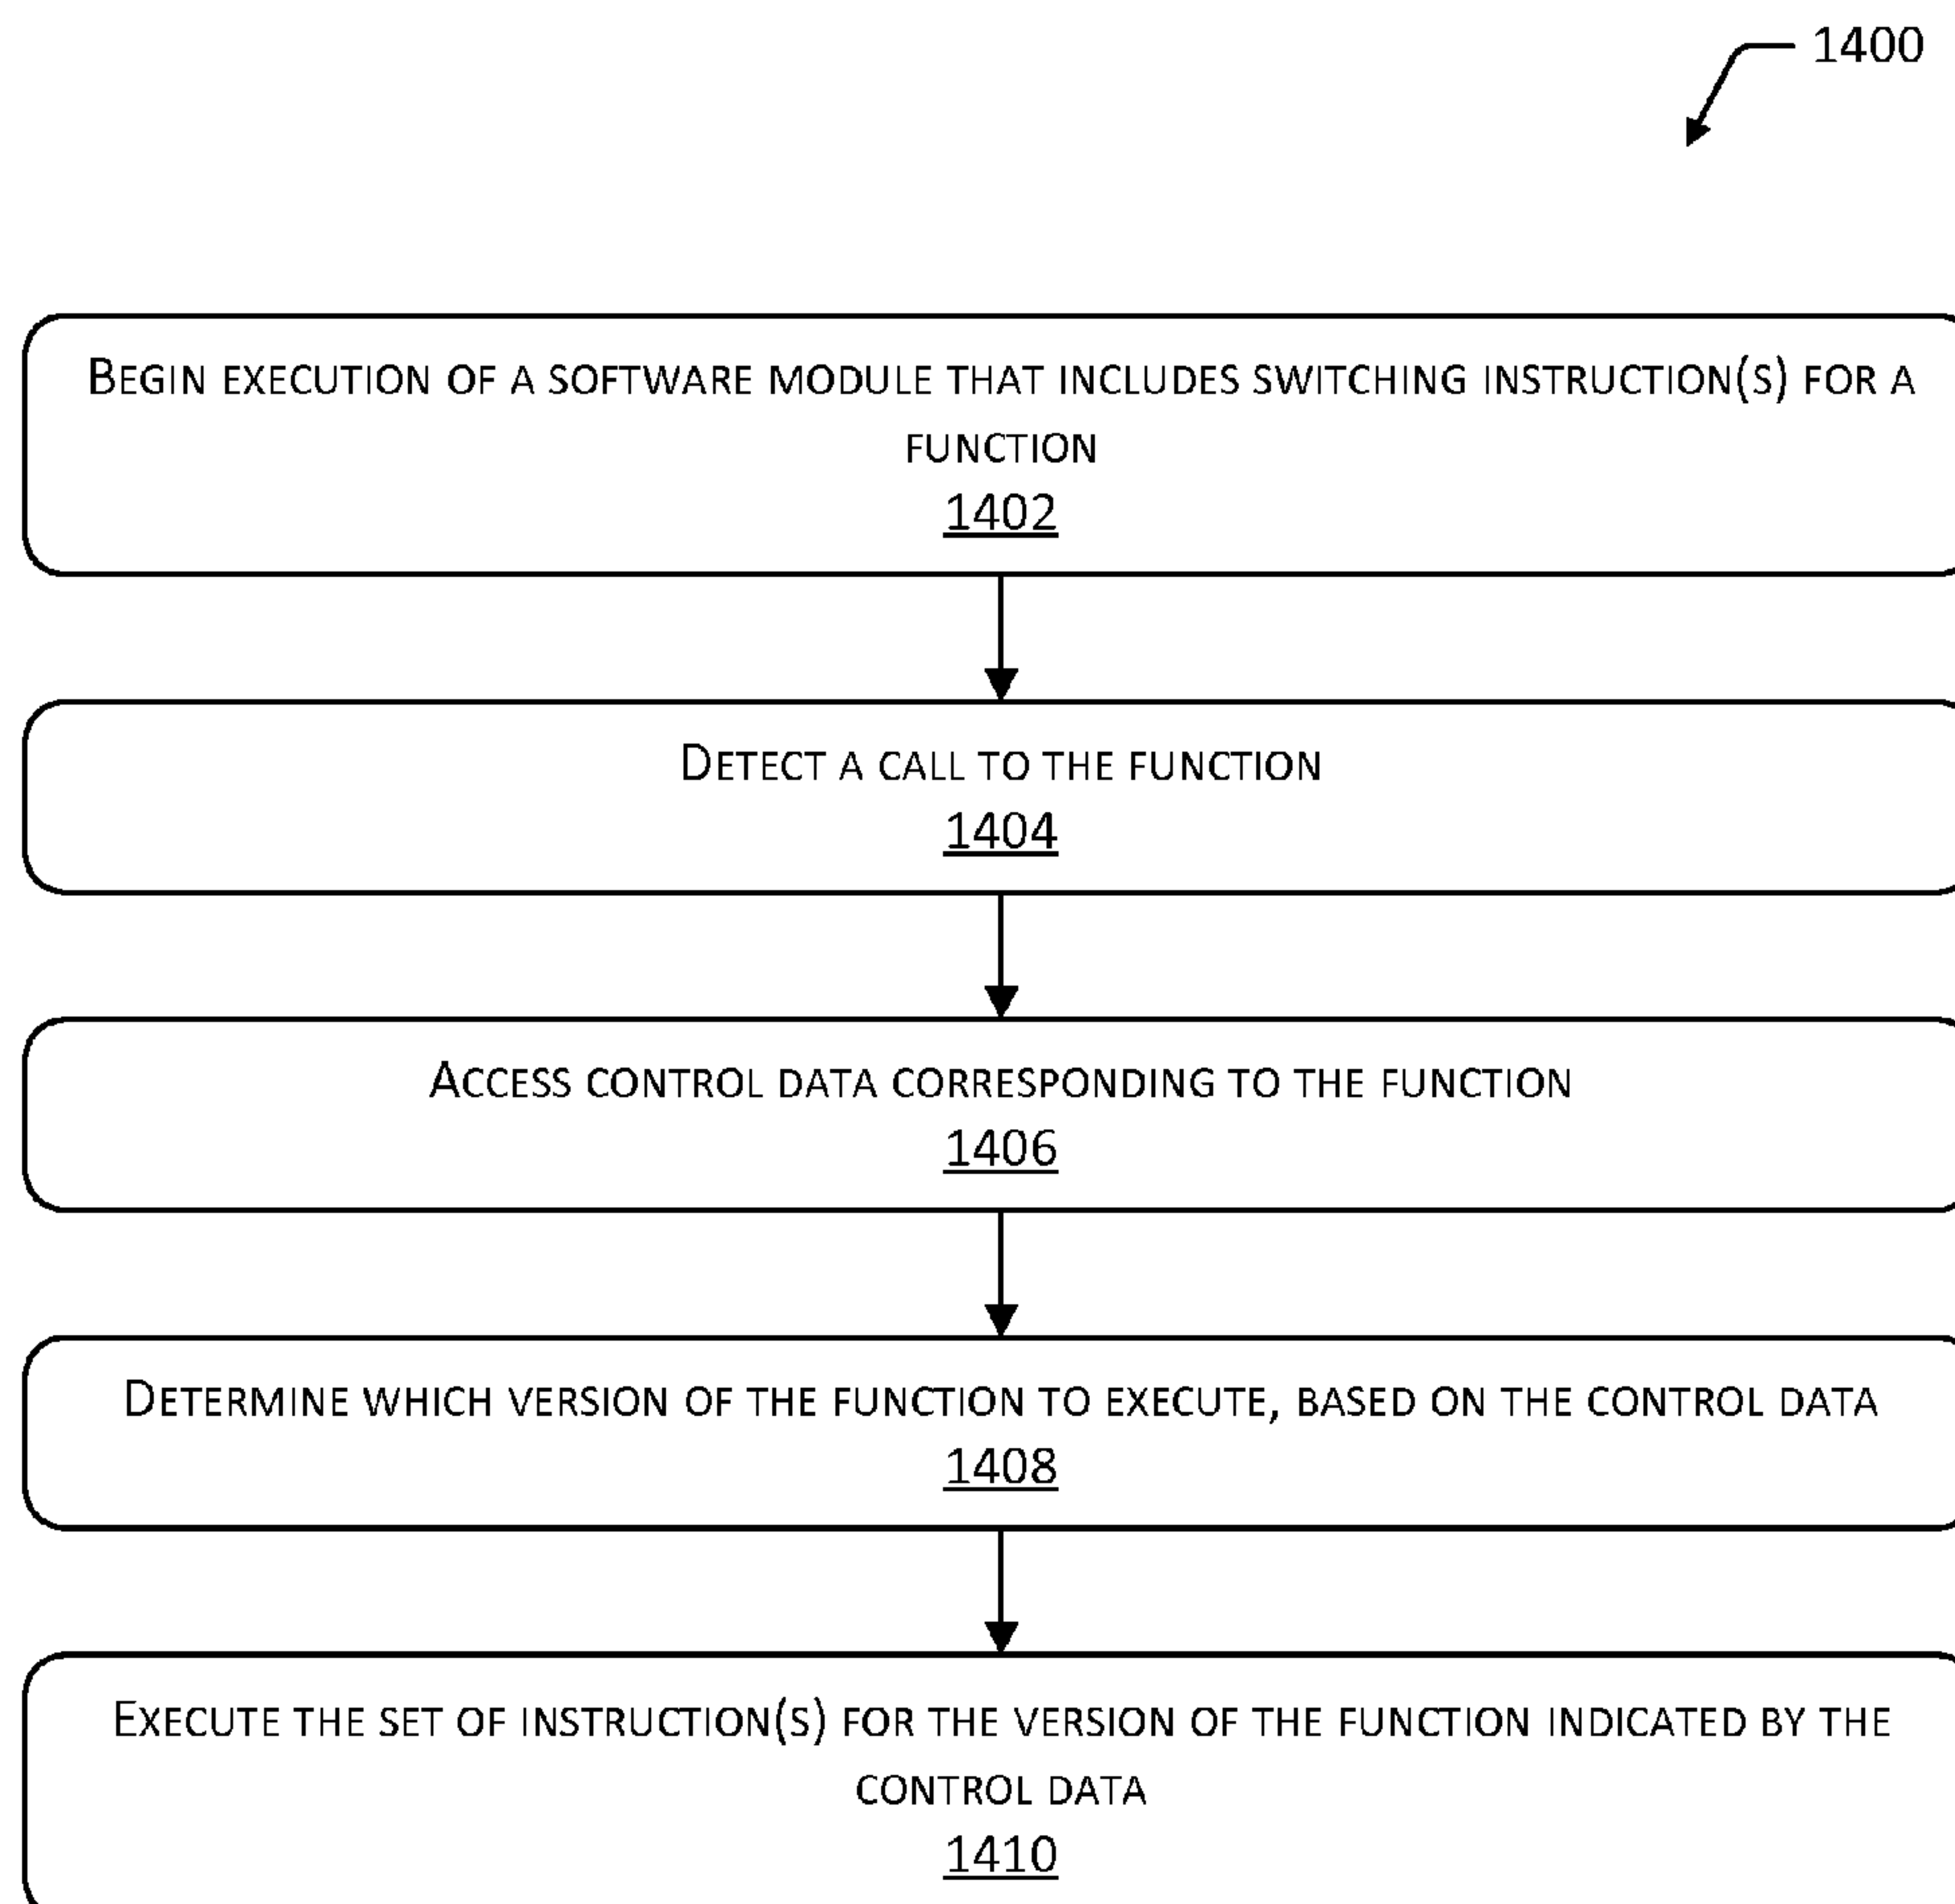 1400
BEGIN EXECUTION OF A SOFTWARE MODULE THAT INCLUDES SWITCHING INSTRUCTION(S) FOR A
FUNCTION
1402
DETECT A CALL TO THE FUNCTION
1404
ACCESS CONTROL DATA CORRESPONDING TO THE FUNCTION
1406
DETERMINE WHICH VERSION OF THE FUNCTION TO EXECUTE, BASED ON THE CONTROL DATA
1408
EXECUTE THE SET OF INSTRUCTION(S) FOR THE VERSION OF THE FUNCTION INDICATED BY THE
CONTROL DATA
1410